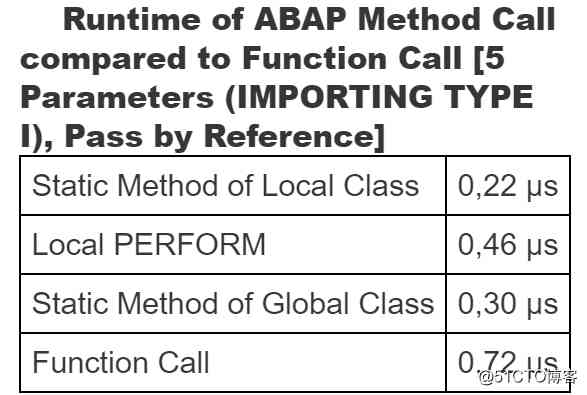 Runtime of ABAP Method Call
compared to Function Call [5
Parameters (IMPORTING TYPE
I), Pass by Reference]
Static Method of Local Class 0,22 µs
Local PERFORM 0,46 µs
Static Method of Global Class 0,30 µs
Function Call 0,72 µs
@51CTO博客